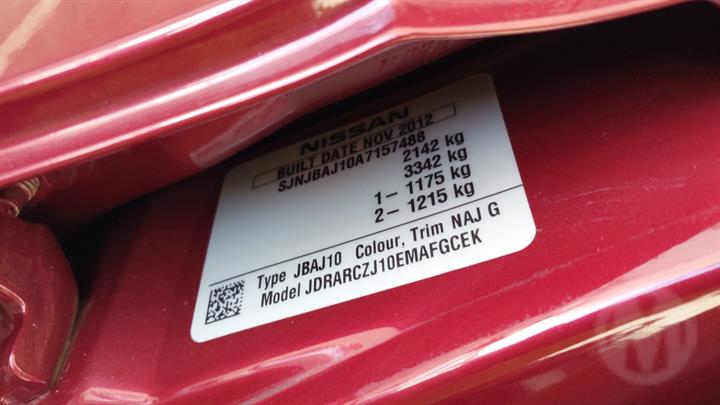 NISSAN
BUILT DATE NOV 2012
SJNJBAJ10A7157488
2142 kg
3342 kg
1 – 1175 kg
2 – 1215 kg
Type JBAJ10 Colour, Trim NAJ G
Model JDRARCZJ10EMAFGCEK
M